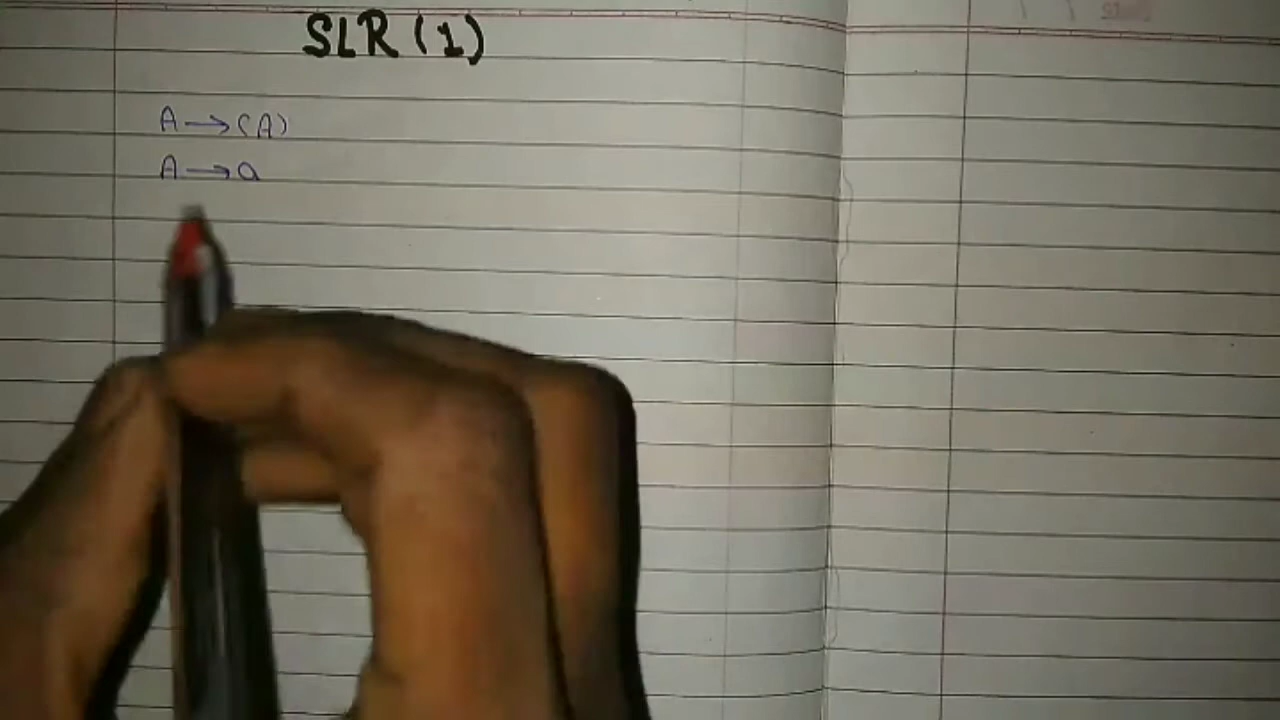 SLR (1)
A → (A)
A → a